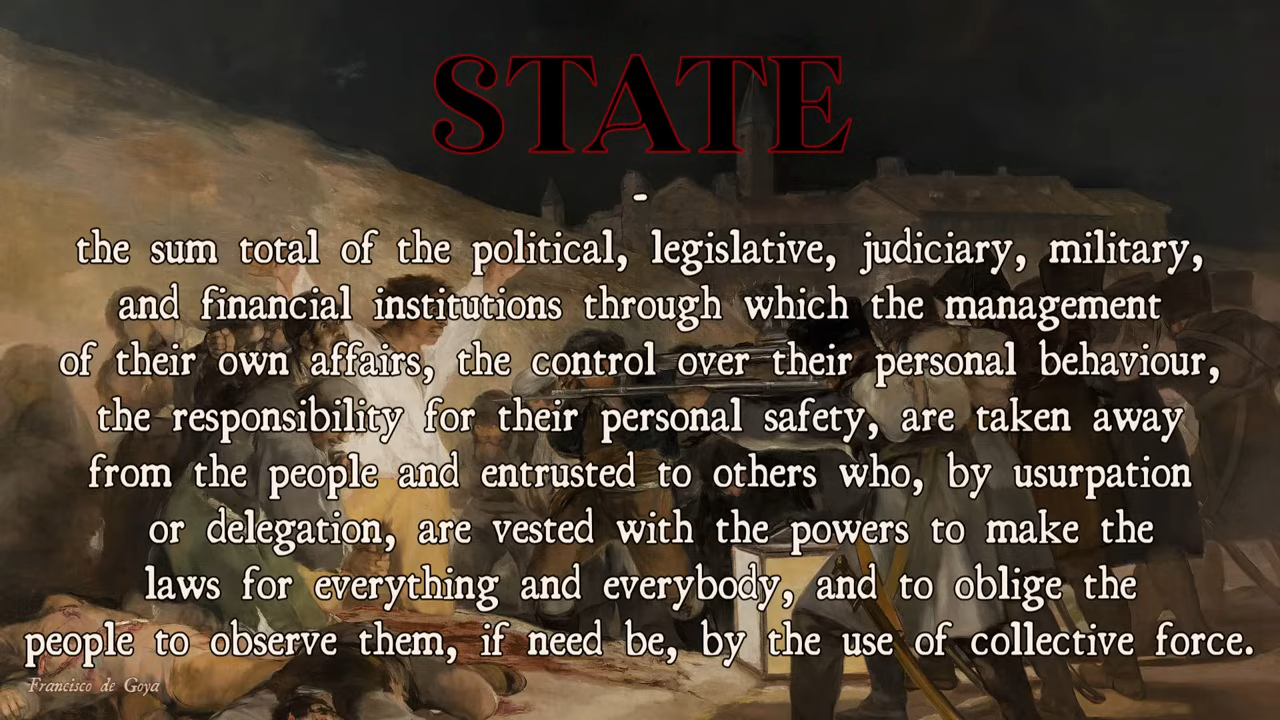 STATE
-
the sum total of the political, legislative, judiciary, military,
and financial institutions through which the management
of their own affairs, the control over their personal behaviour,
the responsibility for their personal safety, are taken away
from the people and entrusted to others who, by usurpation
or delegation, are vested with the powers to make the
laws for everything and everybody, and to oblige the
people to observe them, if need be, by the use of collective force.
Francisco de Goya